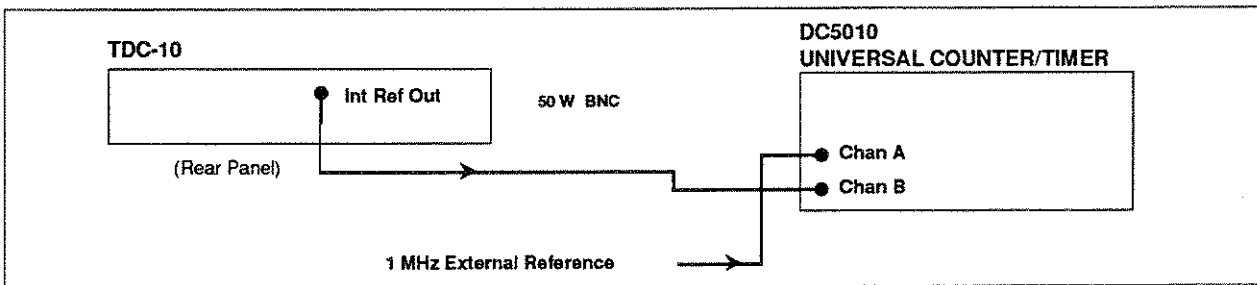 TDC-10
Int Ref Out
50 W BNC
(Rear Panel)
DC5010
UNIVERSAL COUNTER/TIMER
Chan A
Chan B
1 MHz External Reference